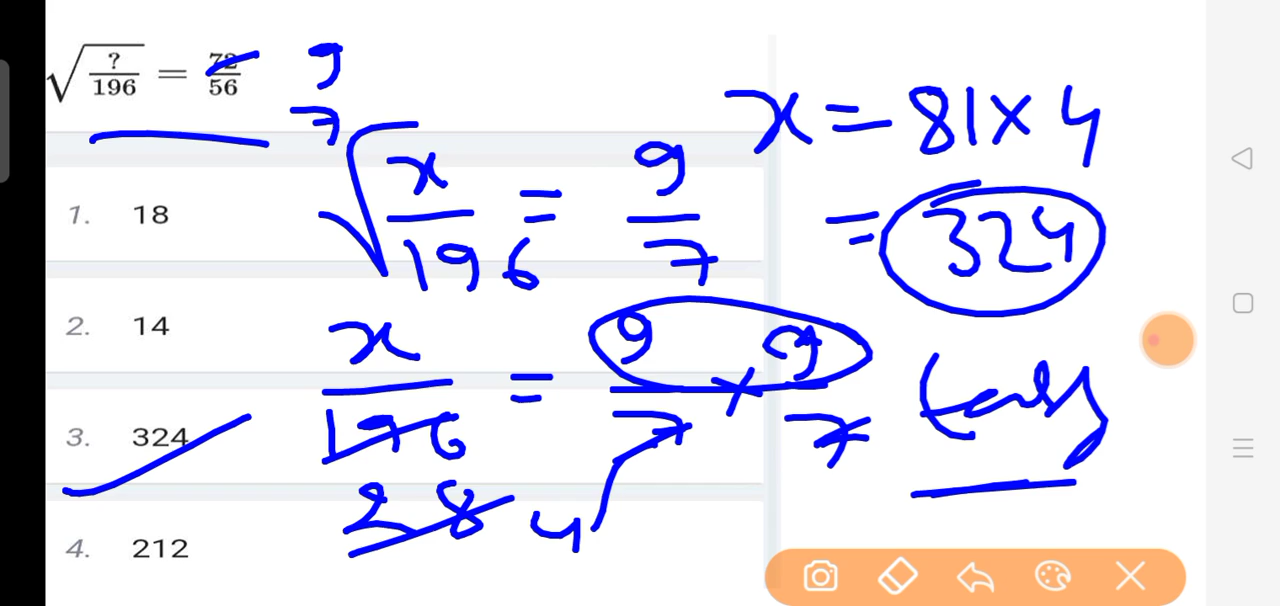 √?/196 = 72/56
9
7
√x/196 = 9/7
x = 81 × 4
= 324
1. 18
2. 14
3. 324
4. 212
x/196 = 9 × 9/7 × 7
28 4